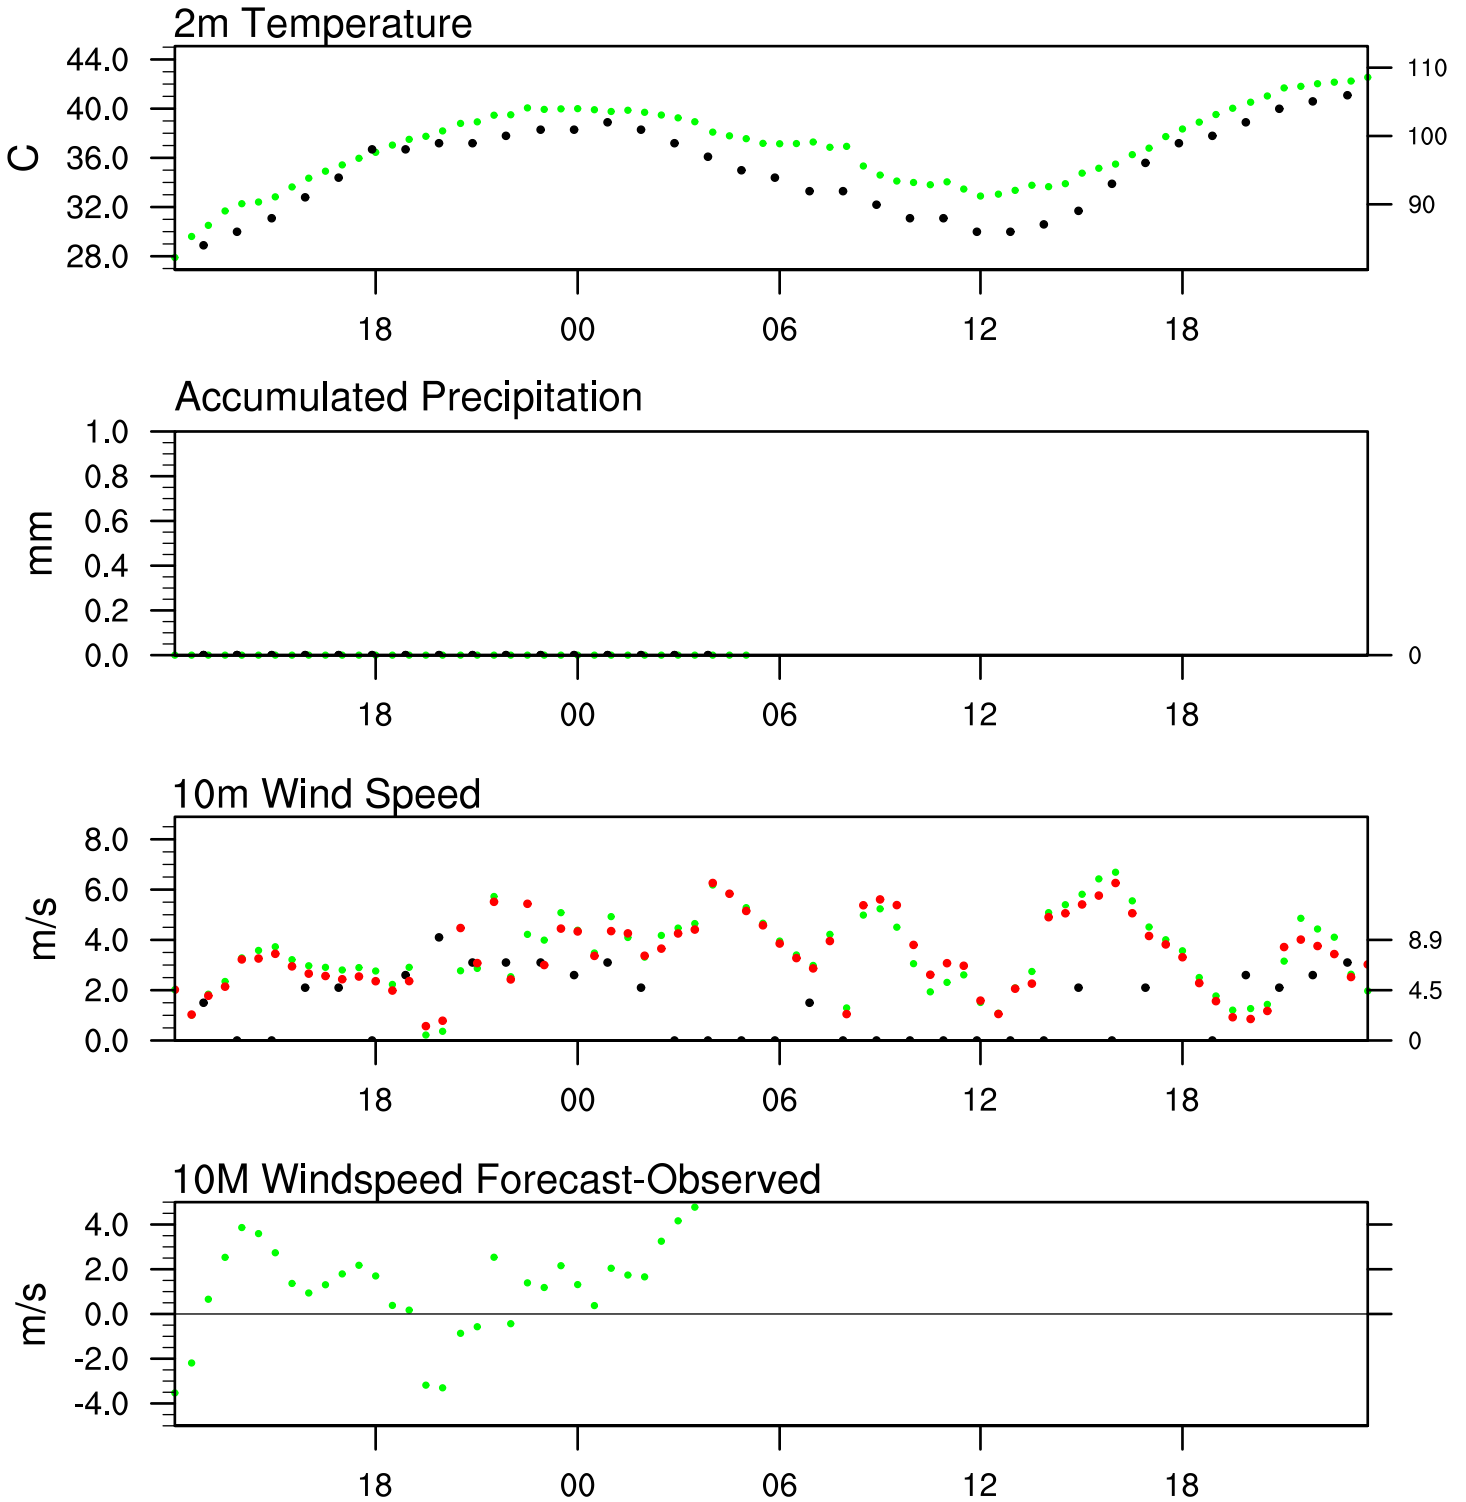 2m Temperature
44.0
40.0
36.0
32.0
28.0
C
110
100
90
18 00 06 12 18
Accumulated Precipitation
1.0
0.8
0.6
0.4
0.2
0.0
mm
0
18 00 06 12 18
10m Wind Speed
8.0
6.0
4.0
2.0
0.0
m/s
8.9
4.5
0
18 00 06 12 18
10M Windspeed Forecast-Observed
4.0
2.0
0.0
-2.0
-4.0
m/s
18 00 06 12 18